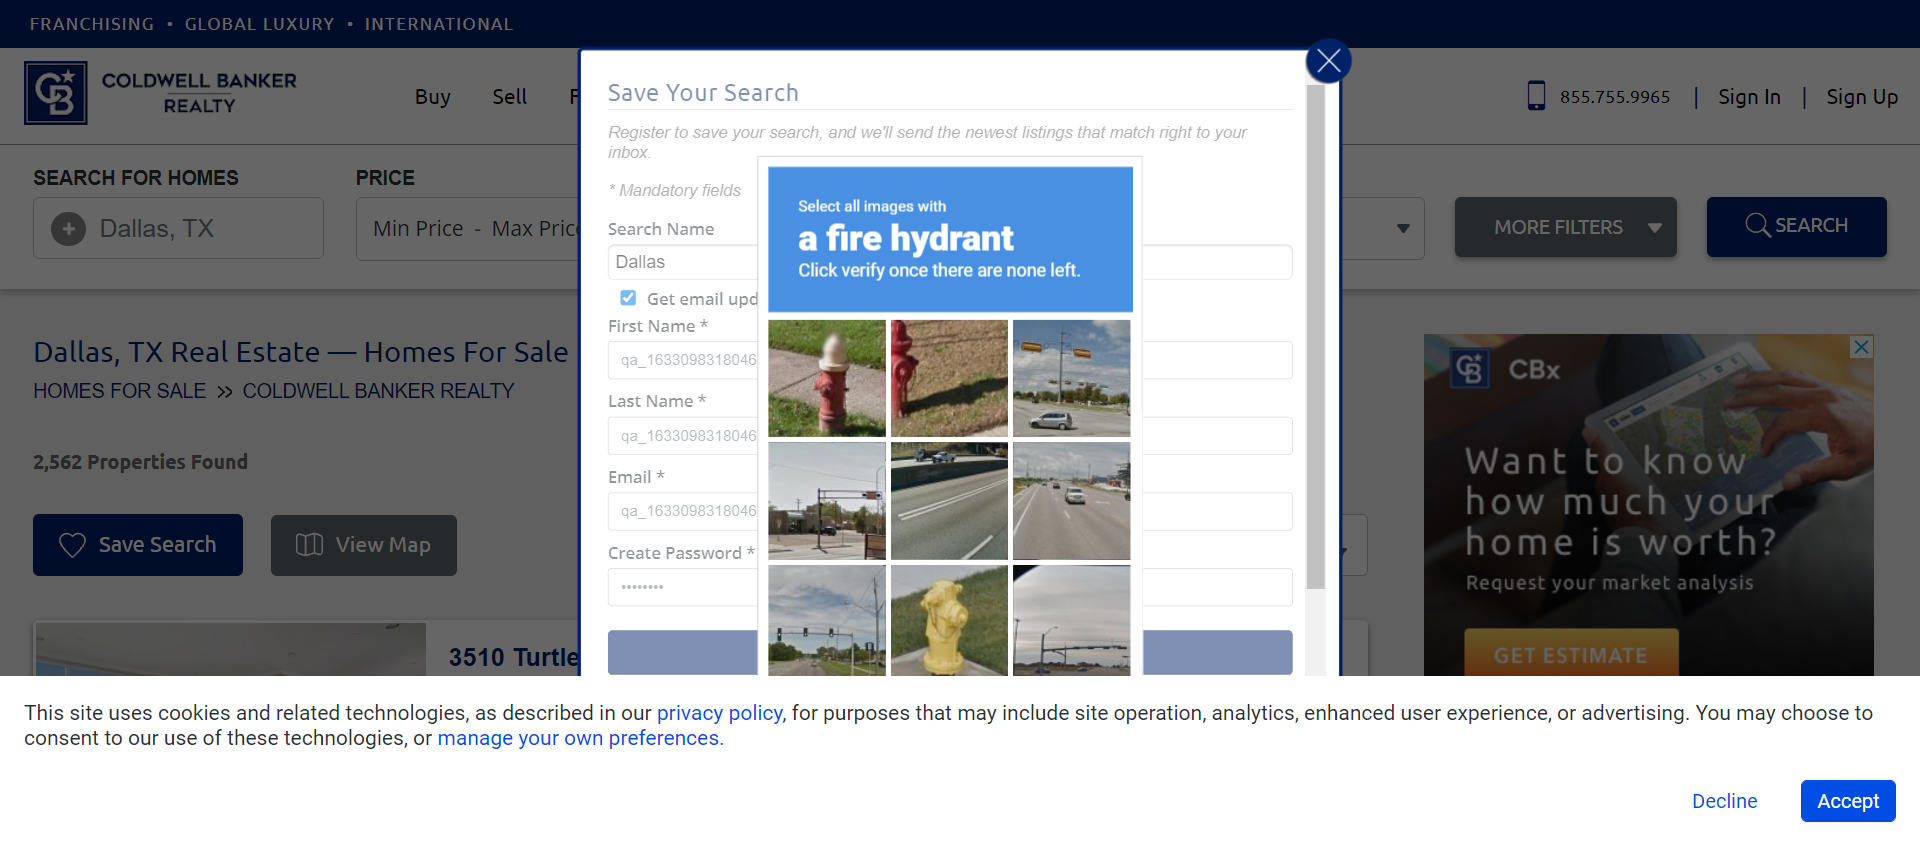 FRANCHISING • GLOBAL LUXURY • INTERNATIONAL
COLDWELL BANKER
REALTY
Buy Sell F
855.755.9965 | Sign In | Sign Up
SEARCH FOR HOMES
PRICE
Dallas, TX
Min Price - Max Pric
MORE FILTERS
SEARCH
Dallas, TX Real Estate — Homes For Sale
HOMES FOR SALE » COLDWELL BANKER REALTY
2,562 Properties Found
Save Search
View Map
3510 Turtle
Save Your Search
Register to save your search, and we'll send the newest listings that match right to your
inbox.
* Mandatory fields
Search Name
Dallas
Get email upd
First Name *
qa_1633098318046
Last Name *
qa_1633098318046
Email *
qa_1633098318046
Create Password *
Select all images with
a fire hydrant
Click verify once there are none left.
CB CBx
Want to know
how much your
home is worth?
Request your market analysis
GET ESTIMATE
This site uses cookies and related technologies, as described in our privacy policy, for purposes that may include site operation, analytics, enhanced user experience, or advertising. You may choose to
consent to our use of these technologies, or manage your own preferences.
Decline
Accept